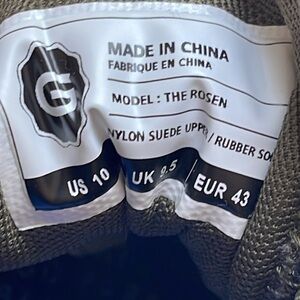 G
MADE IN CHINA
FABRIQUE EN CHINA
MODEL : THE ROSEN
NYLON SUEDE UPPER / RUBBER
US 10 UK 9.5 EUR 43